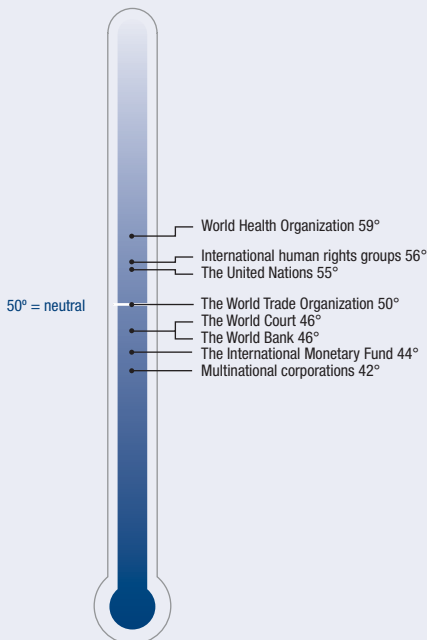 World Health Organization 59°
International human rights groups 56°
The United Nations 55°
50º = neutral
The World Trade Organization 50°
The World Court 46°
The World Bank 46°
The International Monetary Fund 44°
Multinational corporations 42°